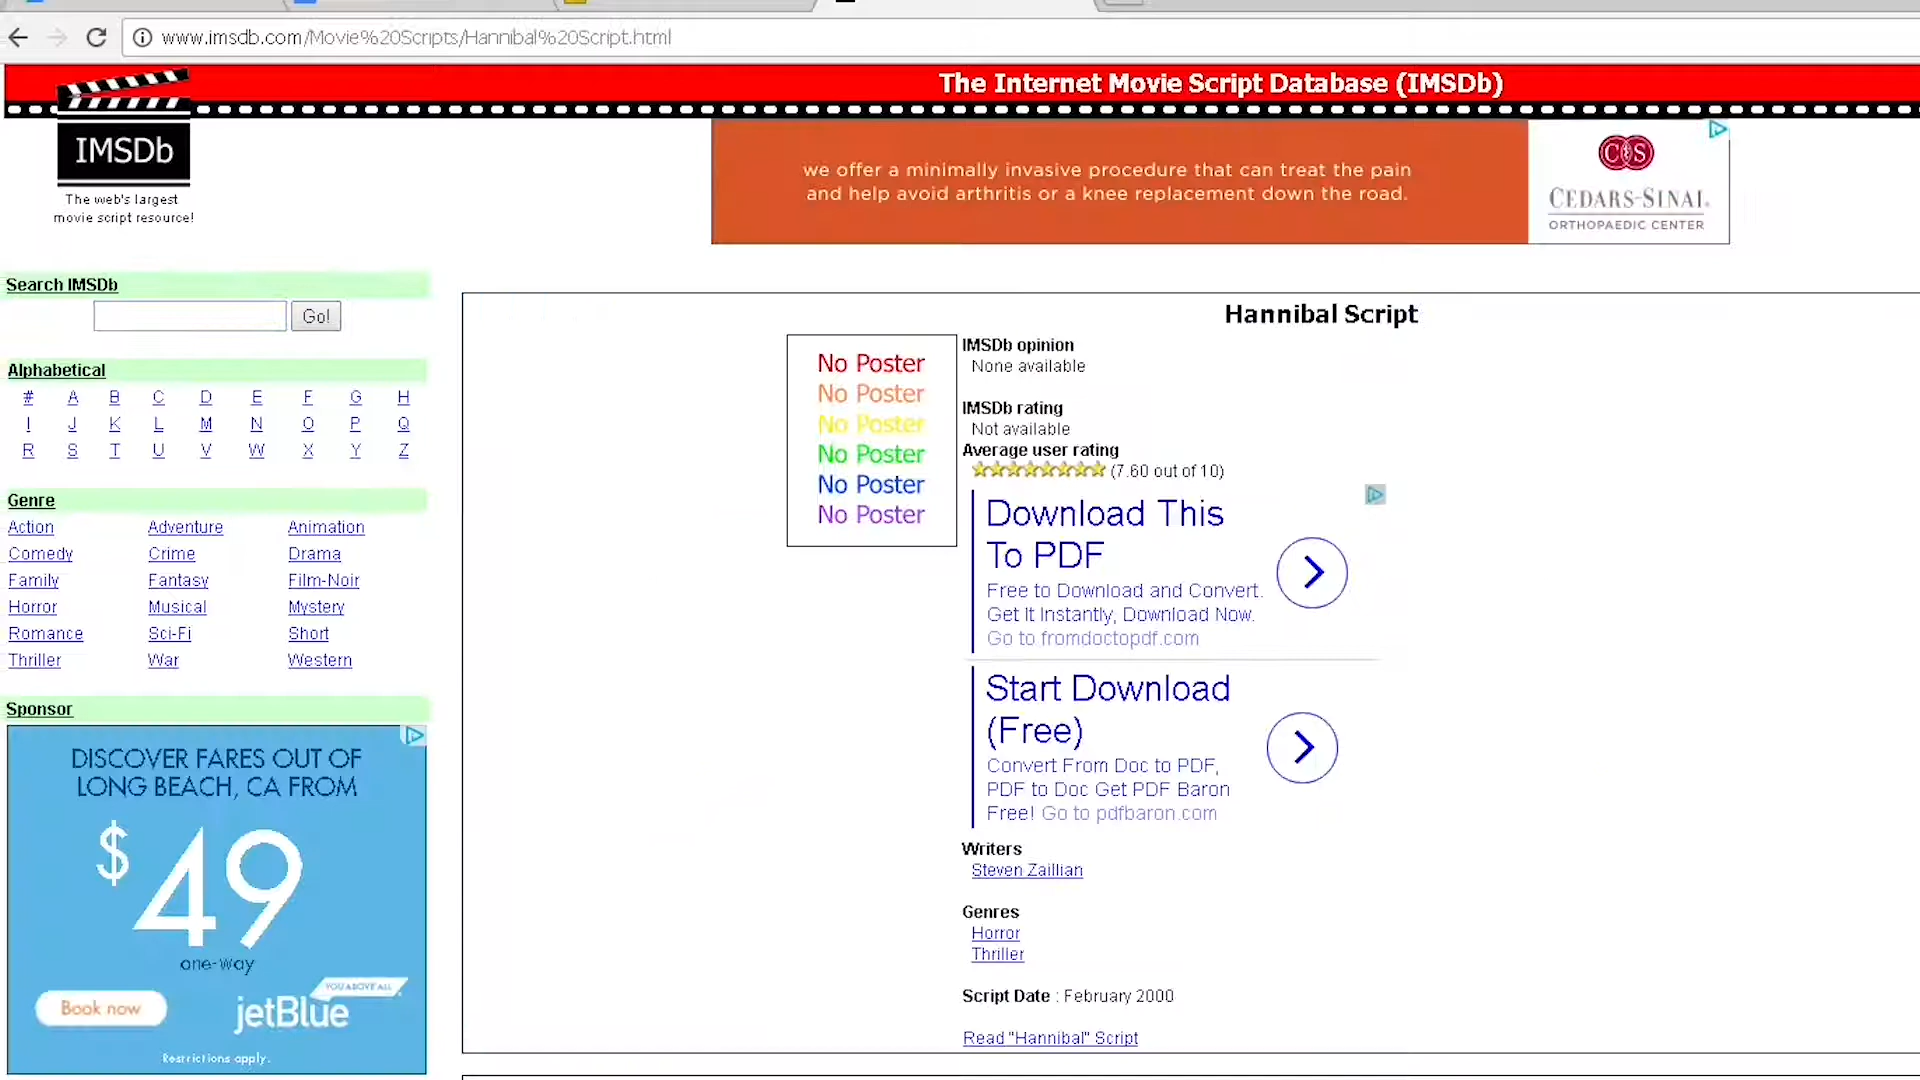 www.imsdb.com/Movie%20Scripts/Hannibal%20Script.html
The Internet Movie Script Database (IMSDb)
IMSDb
The web's largest
movie script resource!
we offer a minimally invasive procedure that can treat the pain
and help avoid arthritis or a knee replacement down the road.
CS
CEDARS-SINAI.
ORTHOPAEDIC CENTER
Search IMSDb
Go!
Alphabetical
# A B C D E F G H
I J K L M N O P Q
R S T U V W X Y Z
Genre
Action Adventure Animation
Comedy Crime Drama
Family Fantasy Film-Noir
Horror Musical Mystery
Romance Sci-Fi Short
Thriller War Western
Sponsor
DISCOVER FARES OUT OF
LONG BEACH, CA FROM
$49
one-way
YOU ABOVE ALL
Book now
jetBlue
Restrictions apply.
Hannibal Script
No Poster
No Poster
No Poster
No Poster
No Poster
No Poster
IMSDb opinion
None available
IMSDb rating
Not available
Average user rating
(7.60 out of 10)
Download This
To PDF
Free to Download and Convert.
Get It Instantly, Download Now.
Go to fromdoctopdf.com
Start Download
(Free)
Convert From Doc to PDF,
PDF to Doc Get PDF Baron
Free! Go to pdfbaron.com
Writers
Steven Zaillian
Genres
Horror
Thriller
Script Date : February 2000
Read "Hannibal" Script